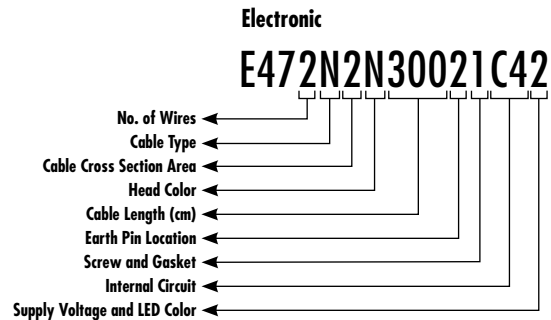 Electronic
E472N2N30021C42
No. of Wires
Cable Type
Cable Cross Section Area
Head Color
Cable Length (cm)
Earth Pin Location
Screw and Gasket
Internal Circuit
Supply Voltage and LED Color